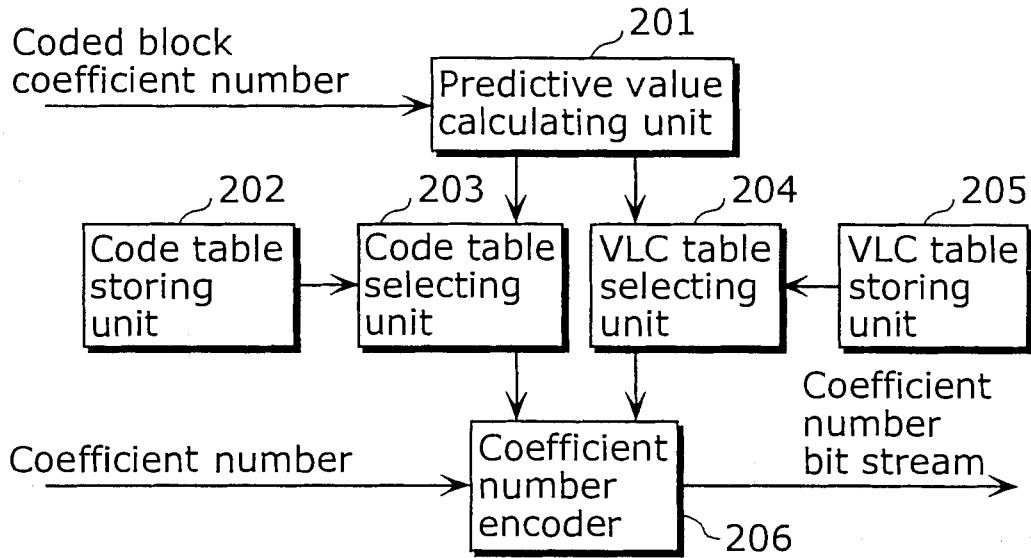 201
Coded block
coefficient number
Predictive value
calculating unit
202
203
204
205
Code table
storing
unit
Code table
selecting
unit
VLC table
selecting
unit
VLC table
storing
unit
Coefficient
number
bit stream
Coefficient number
Coefficient
number
encoder
206